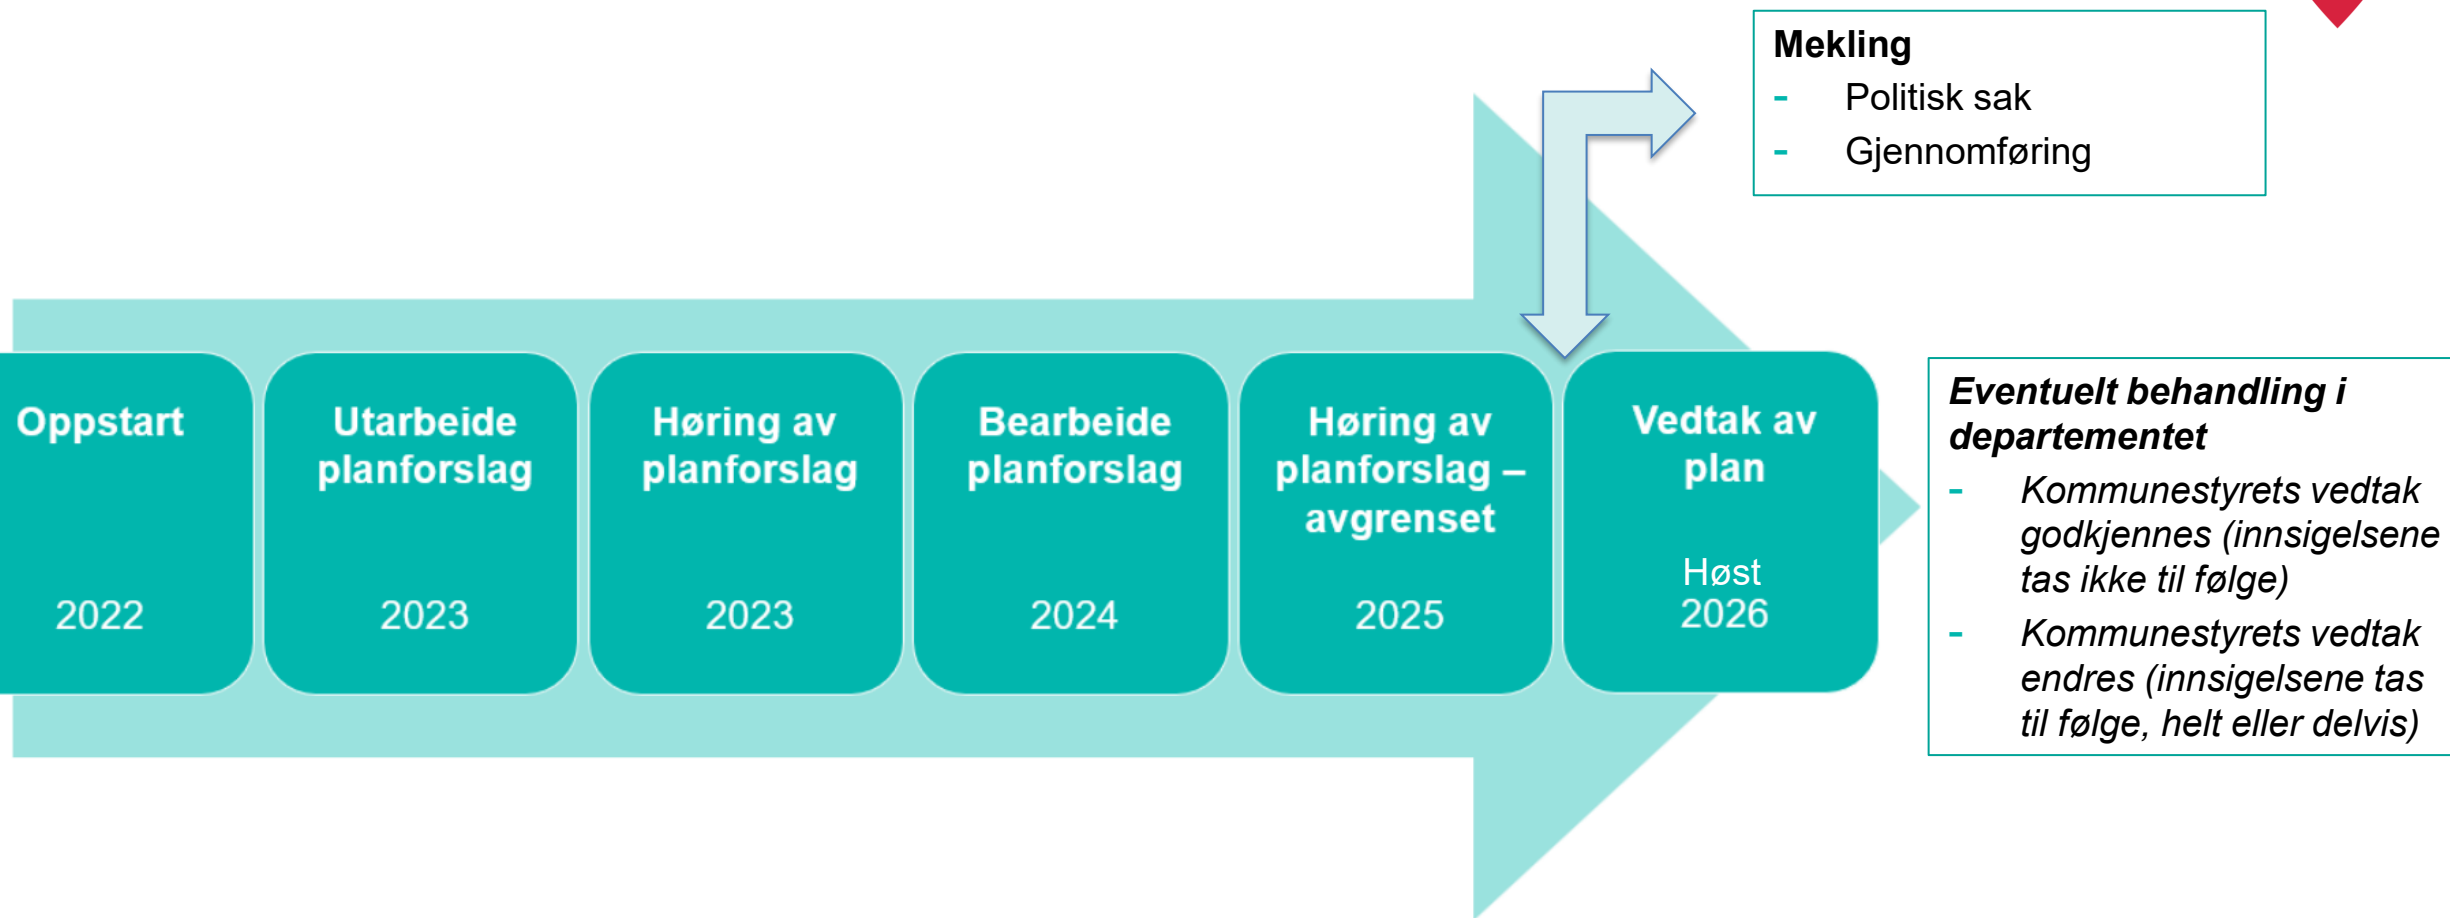 Mekling
- Politisk sak
- Gjennomføring
Oppstart
2022
Utarbeide
planforslag
2023
Høring av
planforslag
2023
Bearbeide
planforslag
2024
Høring av
planforslag –
avgrenset
2025
Vedtak av
plan
Høst
2026
Eventuelt behandling i
departementet
- Kommunestyrets vedtak
godkjennes (innsigelsene
tas ikke til følge)
- Kommunestyrets vedtak
endres (innsigelsene tas
til følge, helt eller delvis)